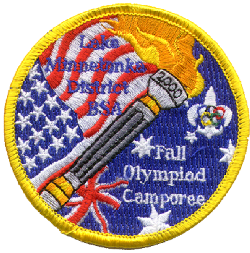 Lake
Minnetonka
District
BSA
2000
Fall
Olympiad
Camporee